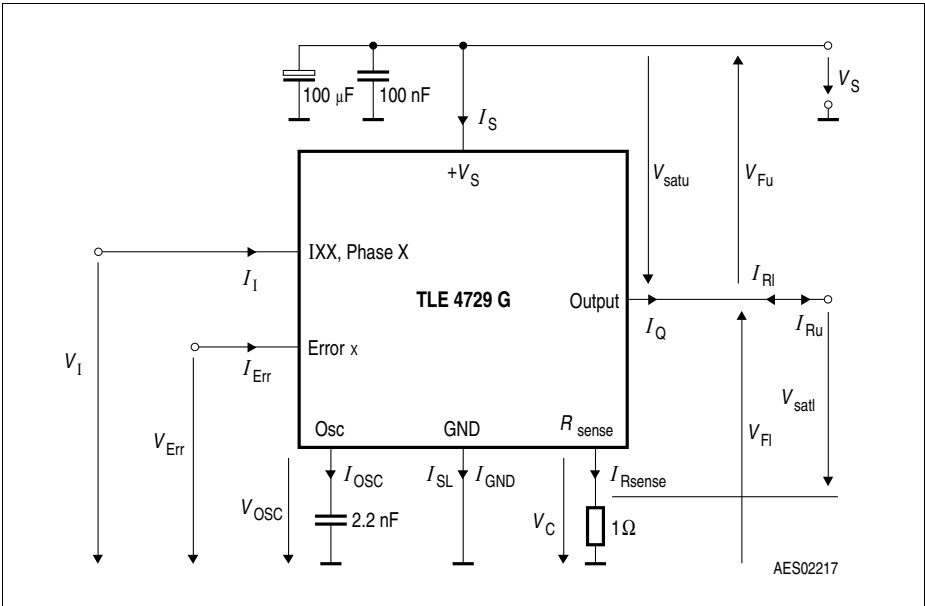 100 µF
100 nF
I_S
V_S
+V_S
V_satu
V_Fu
IXX, Phase X
I_I
TLE 4729 G
Output
I_Rl
I_Q
I_Ru
Error x
I_Err
V_I
V_Err
V_satl
V_Fl
Osc
GND
R_sense
I_OSC
I_SL
I_GND
I_Rsense
V_OSC
2.2 nF
V_C
1Ω
AES02217